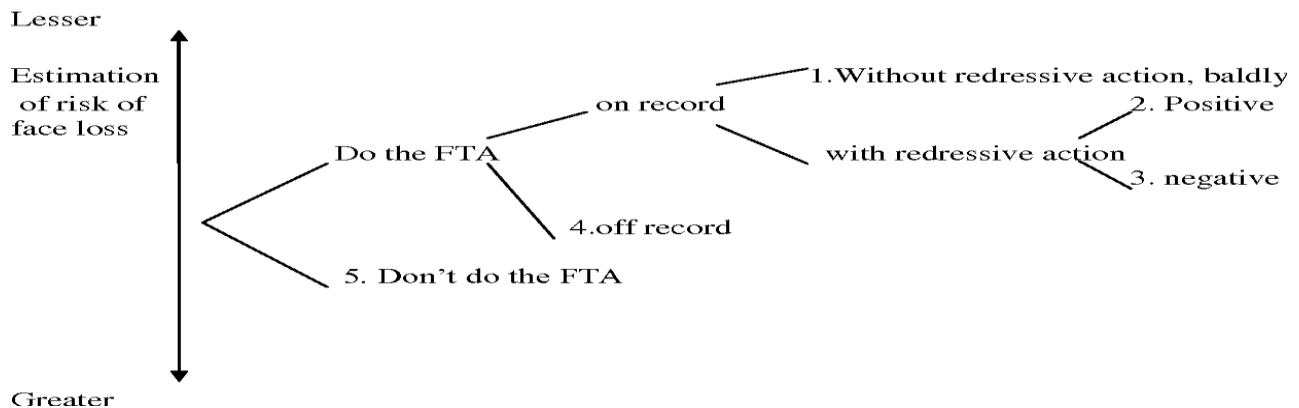 Lesser
Estimation
of risk of
face loss
1.Without redressive action, baldly
on record
2. Positive
Do the FTA
with redressive action
3. negative
4.off record
5. Don't do the FTA
Greater